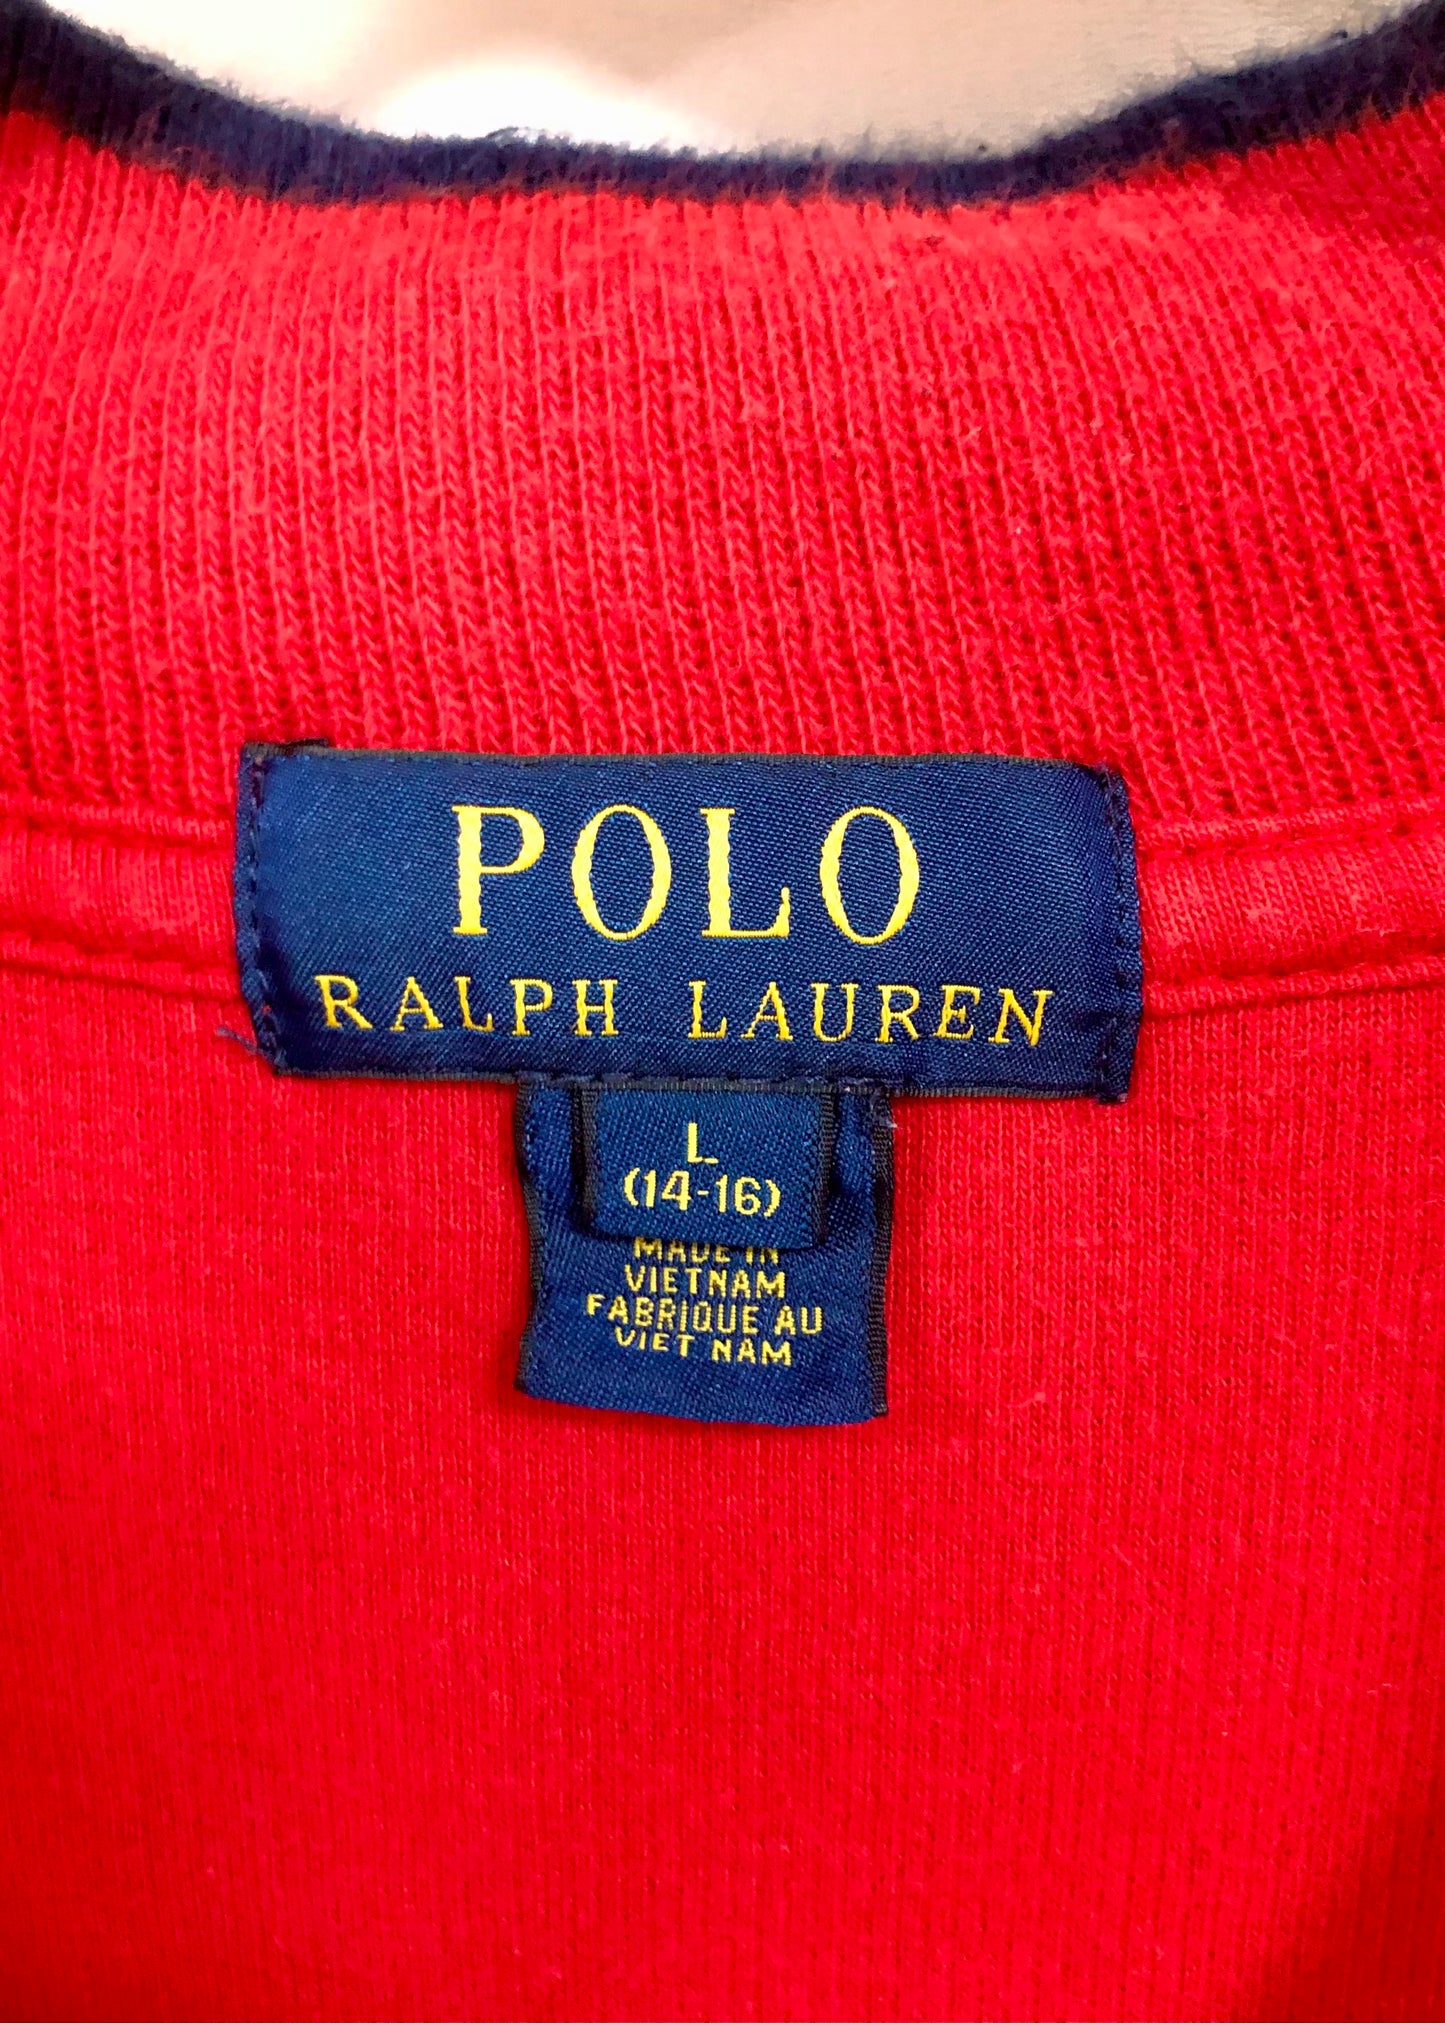 POLO
RALPH LAUREN
L
(14-16)
MADE IN
VIETNAM
FABRIQUE AU
VIET NAM